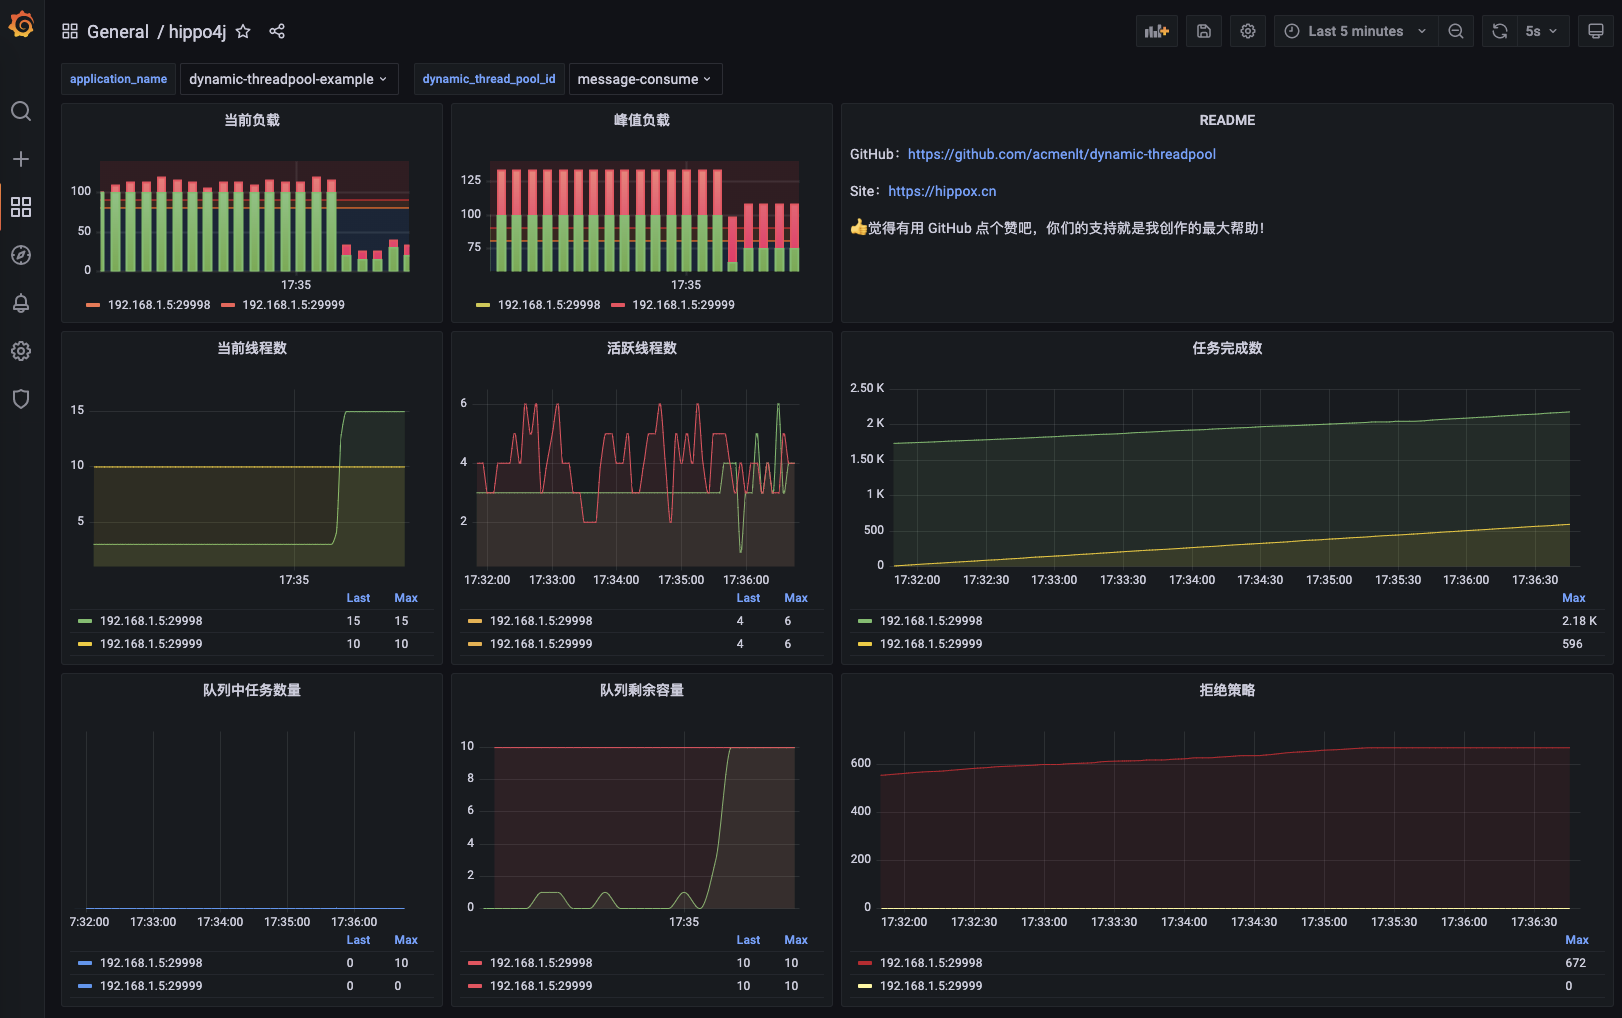 General / hippo4j
Last 5 minutes
5s
application_name
dynamic-threadpool-example
dynamic_thread_pool_id
message-consume
当前负载
100
50
0
17:35
192.168.1.5:29998
192.168.1.5:29999
峰值负载
125
100
75
17:35
192.168.1.5:29998
192.168.1.5:29999
README
GitHub：https://github.com/acmenlt/dynamic-threadpool
Site：https://hippox.cn
👍觉得有用 GitHub 点个赞吧，你们的支持就是我创作的最大帮助！
当前线程数
15
10
5
17:35
Last Max
192.168.1.5:29998 15 15
192.168.1.5:29999 10 10
活跃线程数
6
4
2
17:32:00 17:33:00 17:34:00 17:35:00 17:36:00
Last Max
192.168.1.5:29998 4 6
192.168.1.5:29999 4 6
任务完成数
2.50 K
2 K
1.50 K
1 K
500
0
17:32:00 17:32:30 17:33:00 17:33:30 17:34:00 17:34:30 17:35:00 17:35:30 17:36:00 17:36:30
Max
192.168.1.5:29998 2.18 K
192.168.1.5:29999 596
队列中任务数量
7:32:00 17:33:00 17:34:00 17:35:00 17:36:00
Last Max
192.168.1.5:29998 0 10
192.168.1.5:29999 0 0
队列剩余容量
10
8
6
4
2
0
17:35
Last Max
192.168.1.5:29998 10 10
192.168.1.5:29999 10 10
拒绝策略
600
400
200
0
17:32:00 17:32:30 17:33:00 17:33:30 17:34:00 17:34:30 17:35:00 17:35:30 17:36:00 17:36:30
Max
192.168.1.5:29998 672
192.168.1.5:29999 0